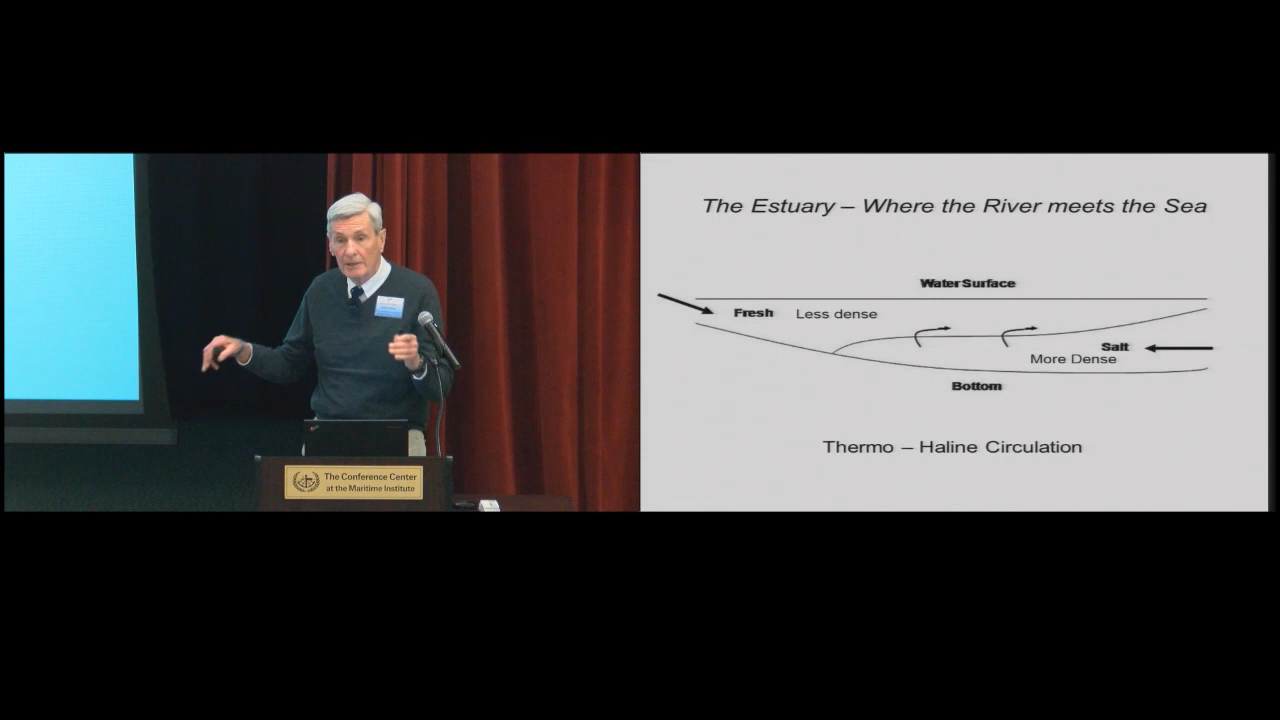 The Conference Center
at the Maritime Institute
The Estuary – Where the River meets the Sea
Water Surface
Fresh
Less dense
Salt
More Dense
Bottom
Thermo – Haline Circulation